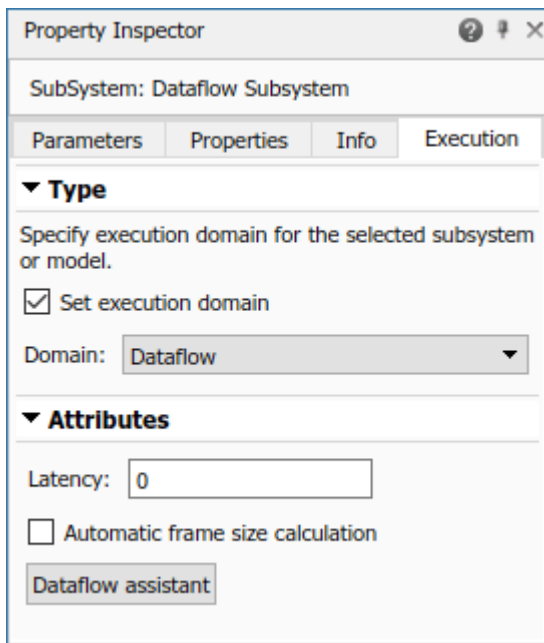 Property Inspector
SubSystem: Dataflow Subsystem
Parameters Properties Info Execution
Type
Specify execution domain for the selected subsystem
or model.
Set execution domain
Domain: Dataflow
Attributes
Latency: 0
Automatic frame size calculation
Dataflow assistant